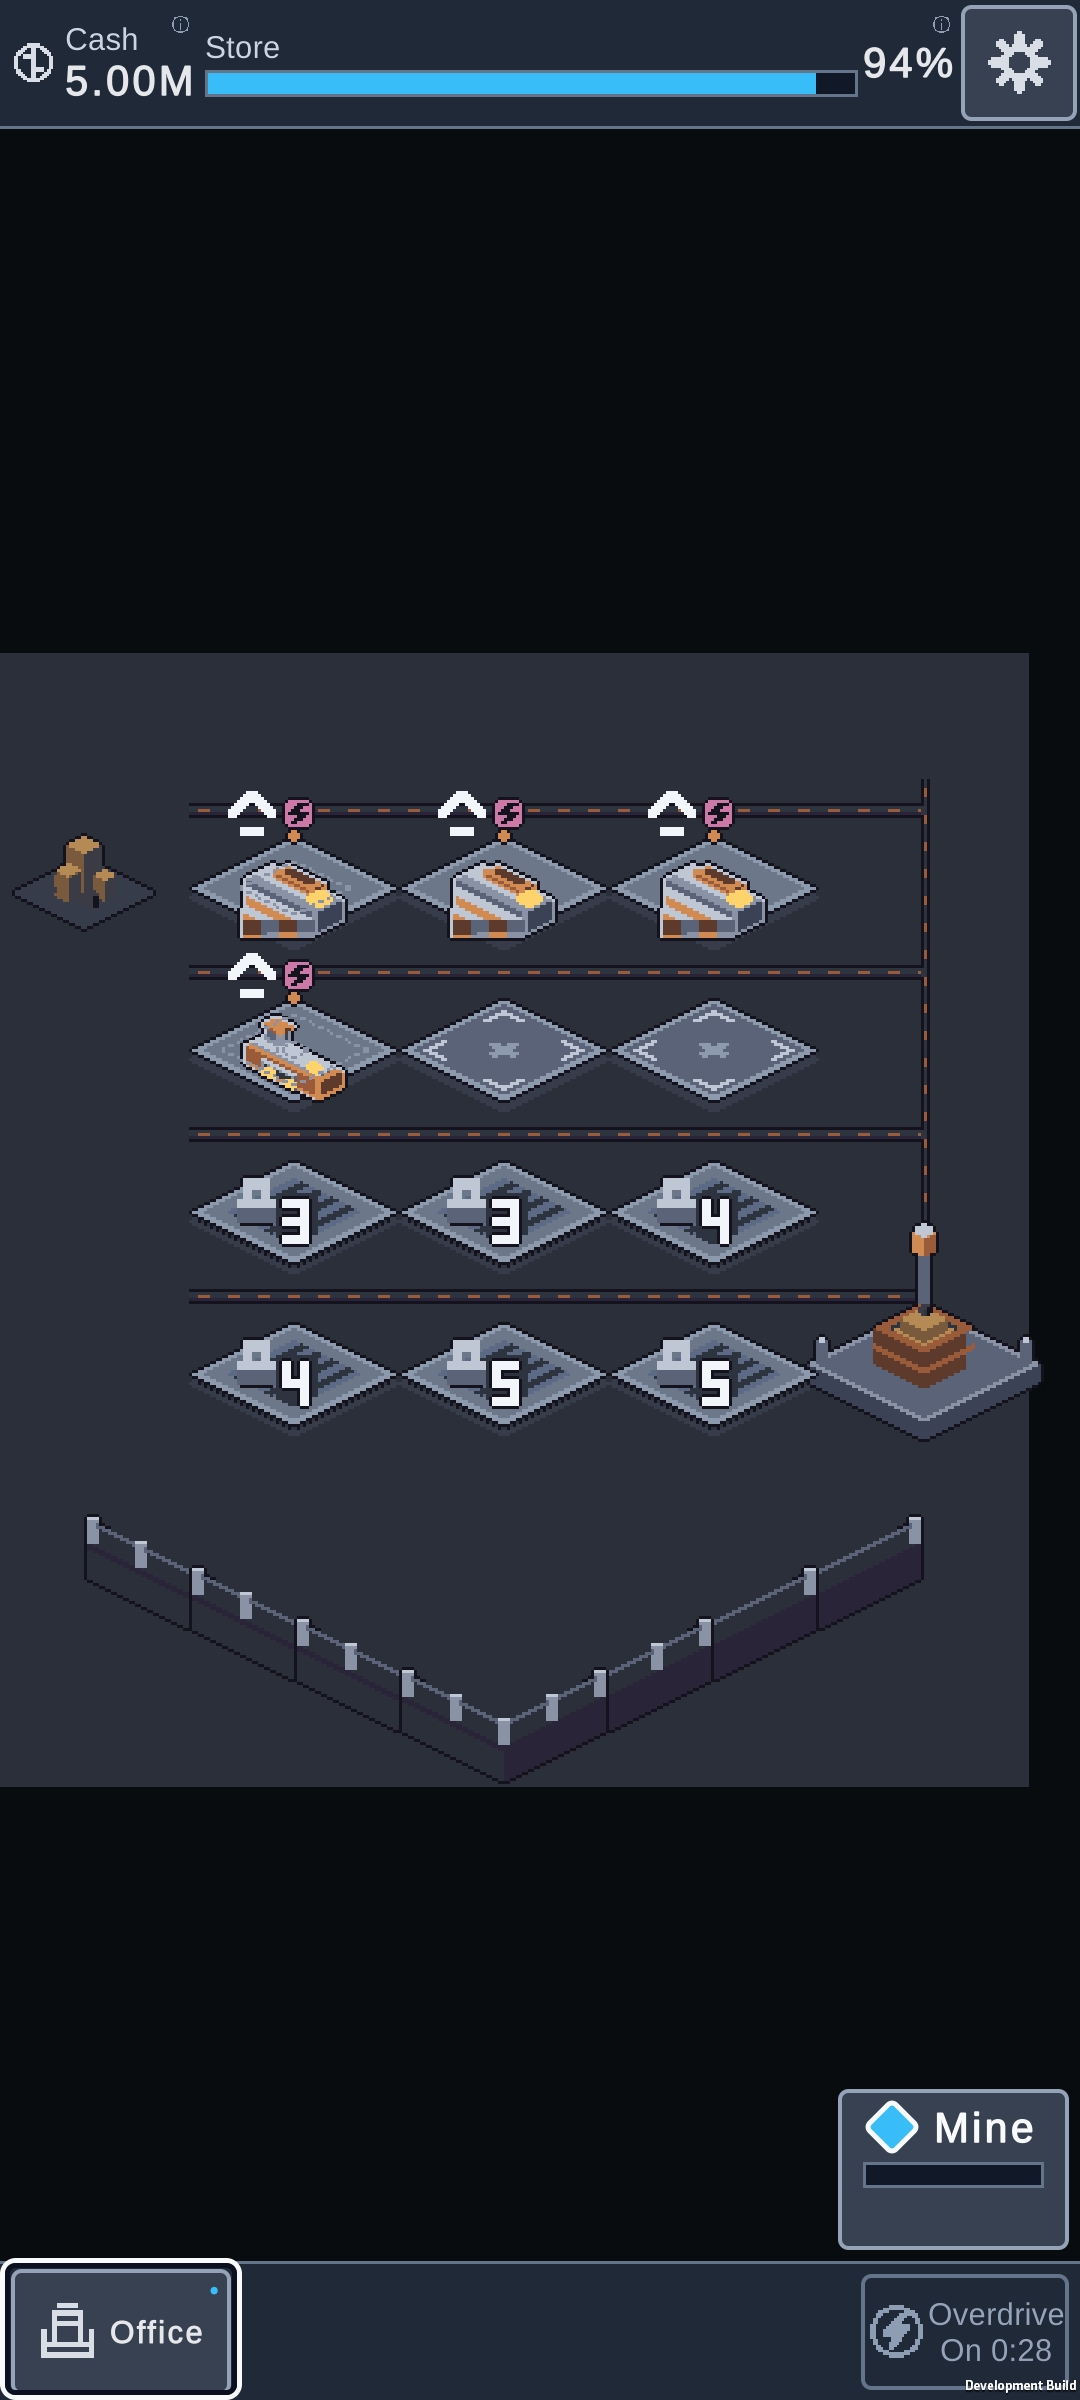 Cash
5.00M
Store
94%
3
3
4
4
5
5
Mine
Office
Overdrive
On 0:28
Development Build